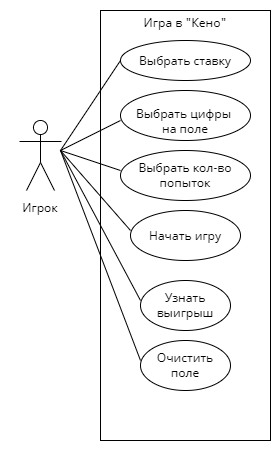 Игра в "Кено"
Выбрать ставку
Выбрать цифры
на поле
Выбрать кол-во
попыток
Игрок
Начать игру
Узнать
выигрыш
Очистить
поле